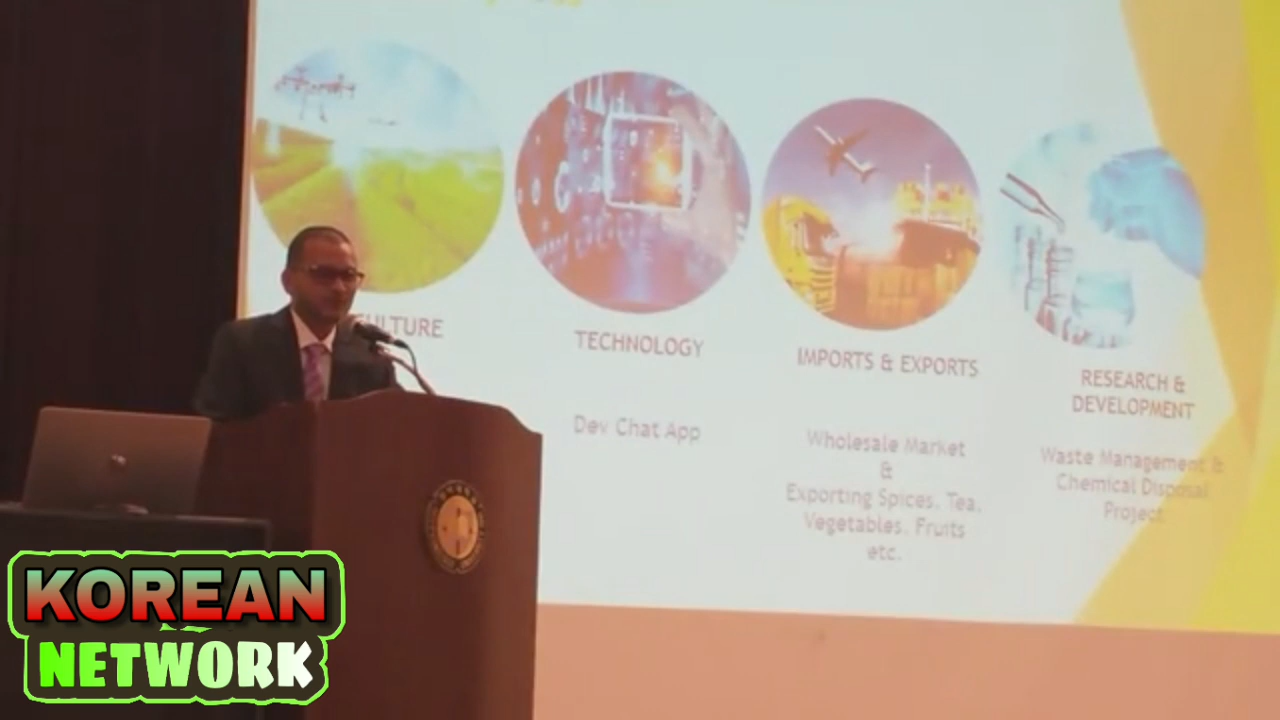 CULTURE
TECHNOLOGY
IMPORTS & EXPORTS
RESEARCH &
DEVELOPMENT
Dev Chat App
Wholesale Market
&
Exporting Spices, Tea,
Vegetables, Fruits
etc.
Waste Management &
Chemical Disposal
Project
KOREAN
NETWORK